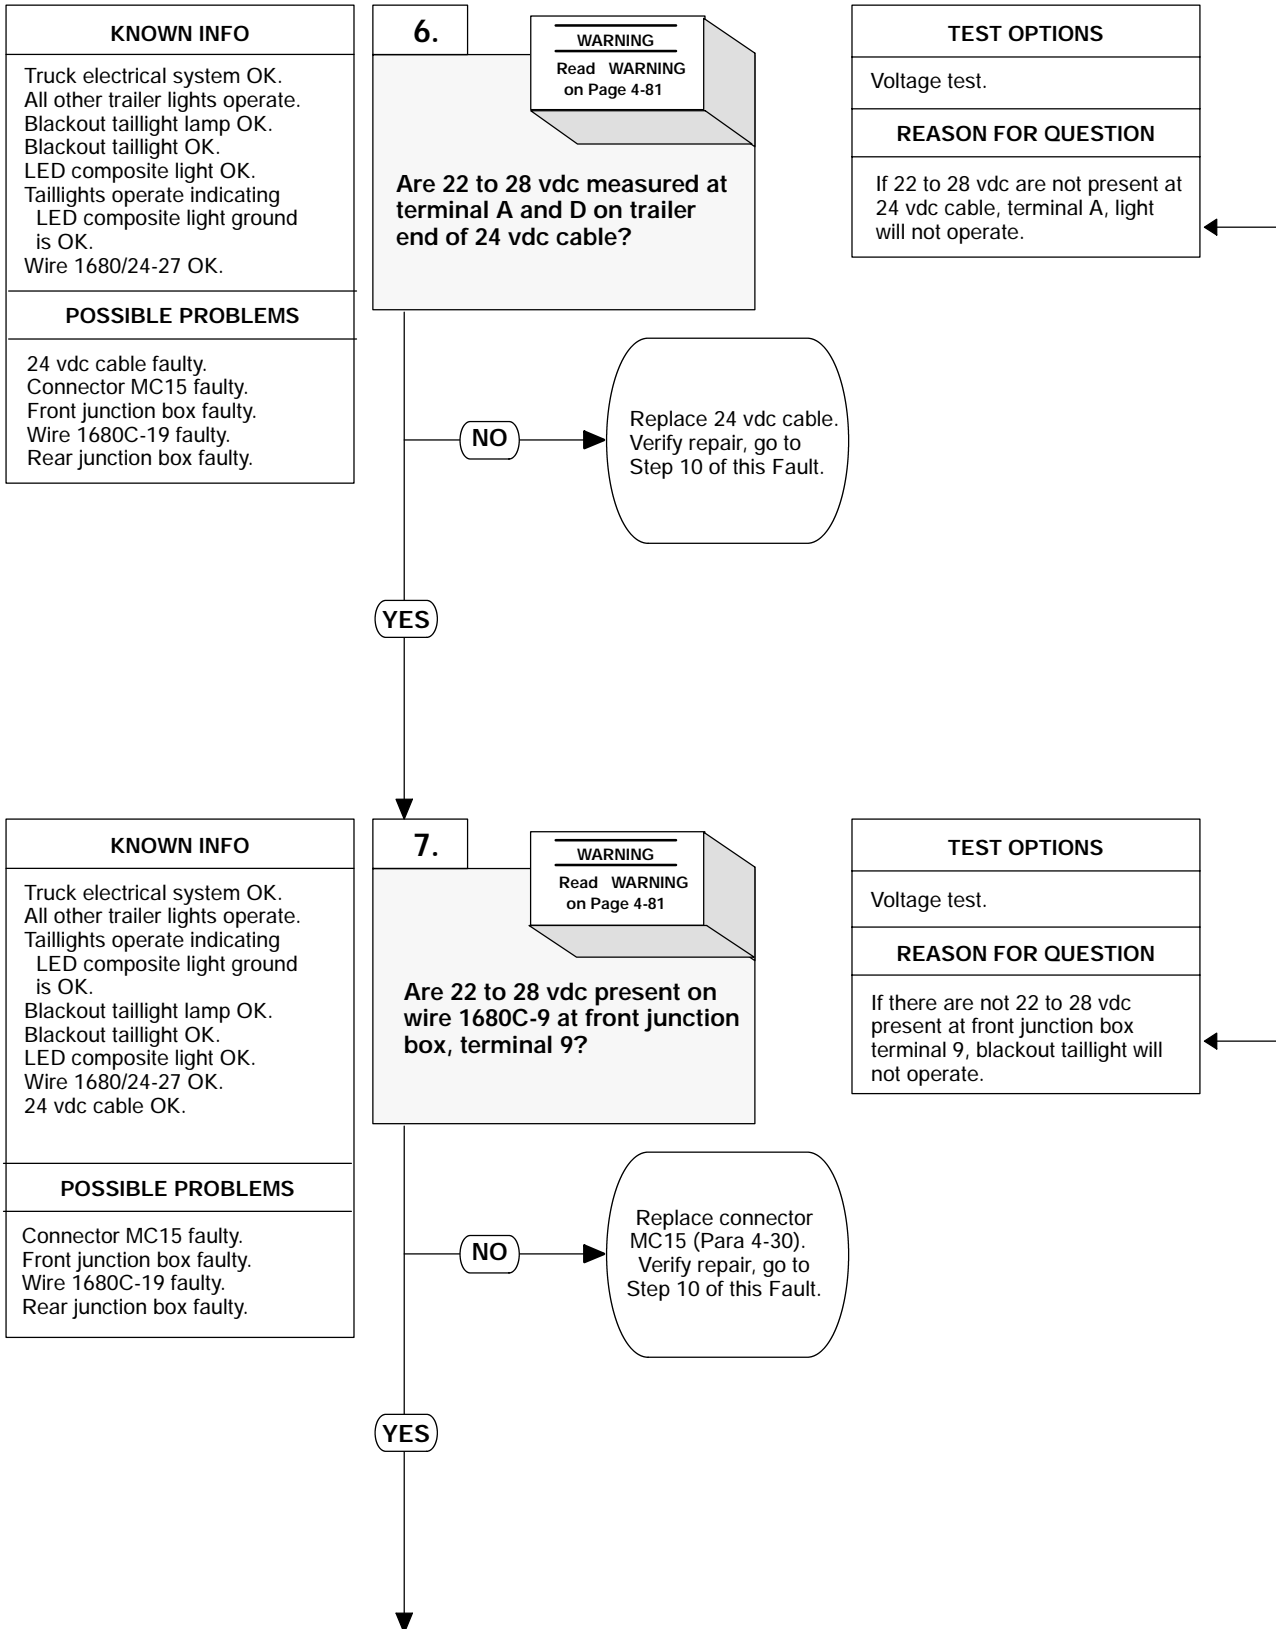 KNOWN INFO
Truck electrical system OK.
All other trailer lights operate.
Blackout taillight lamp OK.
Blackout taillight OK.
LED composite light OK.
Taillights operate indicating
LED composite light ground
is OK.
Wire 1680/24-27 OK.
POSSIBLE PROBLEMS
24 vdc cable faulty.
Connector MC15 faulty.
Front junction box faulty.
Wire 1680C-19 faulty.
Rear junction box faulty.
6.
WARNING
Read WARNING
on Page 4-81
Are 22 to 28 vdc measured at
terminal A and D on trailer
end of 24 vdc cable?
TEST OPTIONS
Voltage test.
REASON FOR QUESTION
If 22 to 28 vdc are not present at
24 vdc cable, terminal A, light
will not operate.
NO
Replace 24 vdc cable.
Verify repair, go to
Step 10 of this Fault.
YES
KNOWN INFO
Truck electrical system OK.
All other trailer lights operate.
Taillights operate indicating
LED composite light ground
is OK.
Blackout taillight lamp OK.
Blackout taillight OK.
LED composite light OK.
Wire 1680/24-27 OK.
24 vdc cable OK.
POSSIBLE PROBLEMS
Connector MC15 faulty.
Front junction box faulty.
Wire 1680C-19 faulty.
Rear junction box faulty.
7.
WARNING
Read WARNING
on Page 4-81
Are 22 to 28 vdc present on
wire 1680C-9 at front junction
box, terminal 9?
TEST OPTIONS
Voltage test.
REASON FOR QUESTION
If there are not 22 to 28 vdc
present at front junction box
terminal 9, blackout taillight will
not operate.
NO
Replace connector
MC15 (Para 4-30).
Verify repair, go to
Step 10 of this Fault.
YES